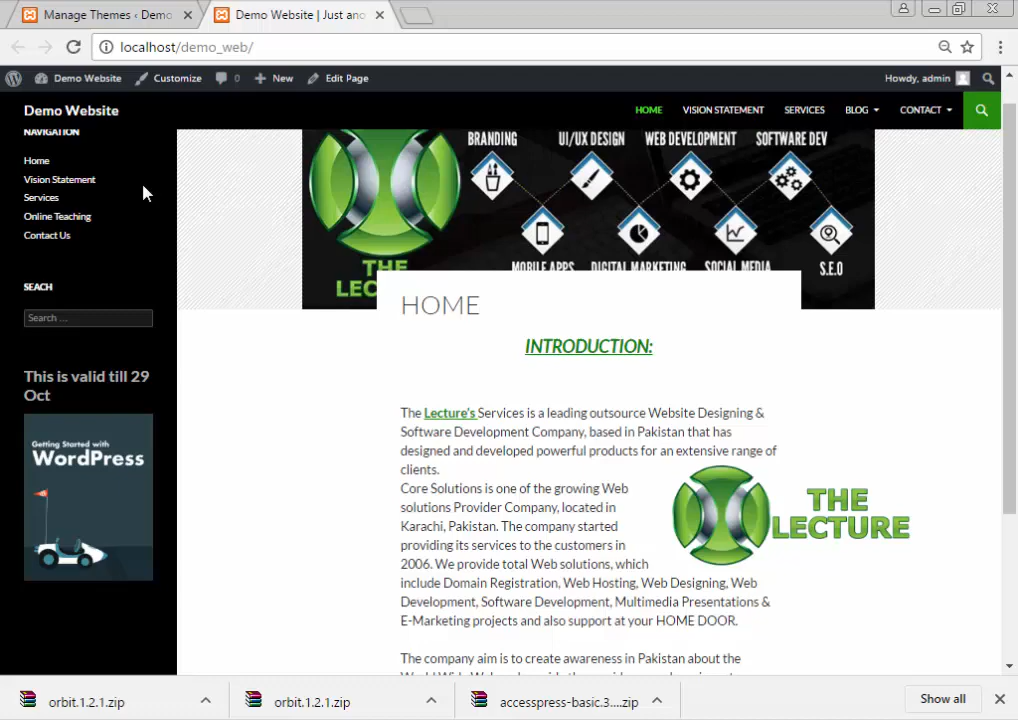 Manage Themes ‹ Demo
Demo Website | Just ano
localhost/demo_web/
Demo Website
Customize
0
New
Edit Page
Howdy, admin
Demo Website
HOME
VISION STATEMENT
SERVICES
BLOG
CONTACT
NAVIGATION
Home
Vision Statement
Services
Online Teaching
Contact Us
SEACH
Search ...
This is valid till 29
Oct
Getting Started with
WORDPRESS
BRANDING
UI/UX DESIGN
WEB DEVELOPMENT
SOFTWARE DEV
MOBILE APPS
DIGITAL MARKETING
SOCIAL MEDIA
S.E.O
THE
LEC
HOME
INTRODUCTION:
The Lecture's Services is a leading outsource Website Designing &
Software Development Company, based in Pakistan that has
designed and developed powerful products for an extensive range of
clients.
Core Solutions is one of the growing Web
solutions Provider Company, located in
Karachi, Pakistan. The company started
providing its services to the customers in
2006. We provide total Web solutions, which
include Domain Registration, Web Hosting, Web Designing, Web
Development, Software Development, Multimedia Presentations &
E-Marketing projects and also support at your HOME DOOR.
THE
LECTURE
The company aim is to create awareness in Pakistan about the
orbit.1.2.1.zip
orbit.1.2.1.zip
accesspress-basic.3....zip
Show all